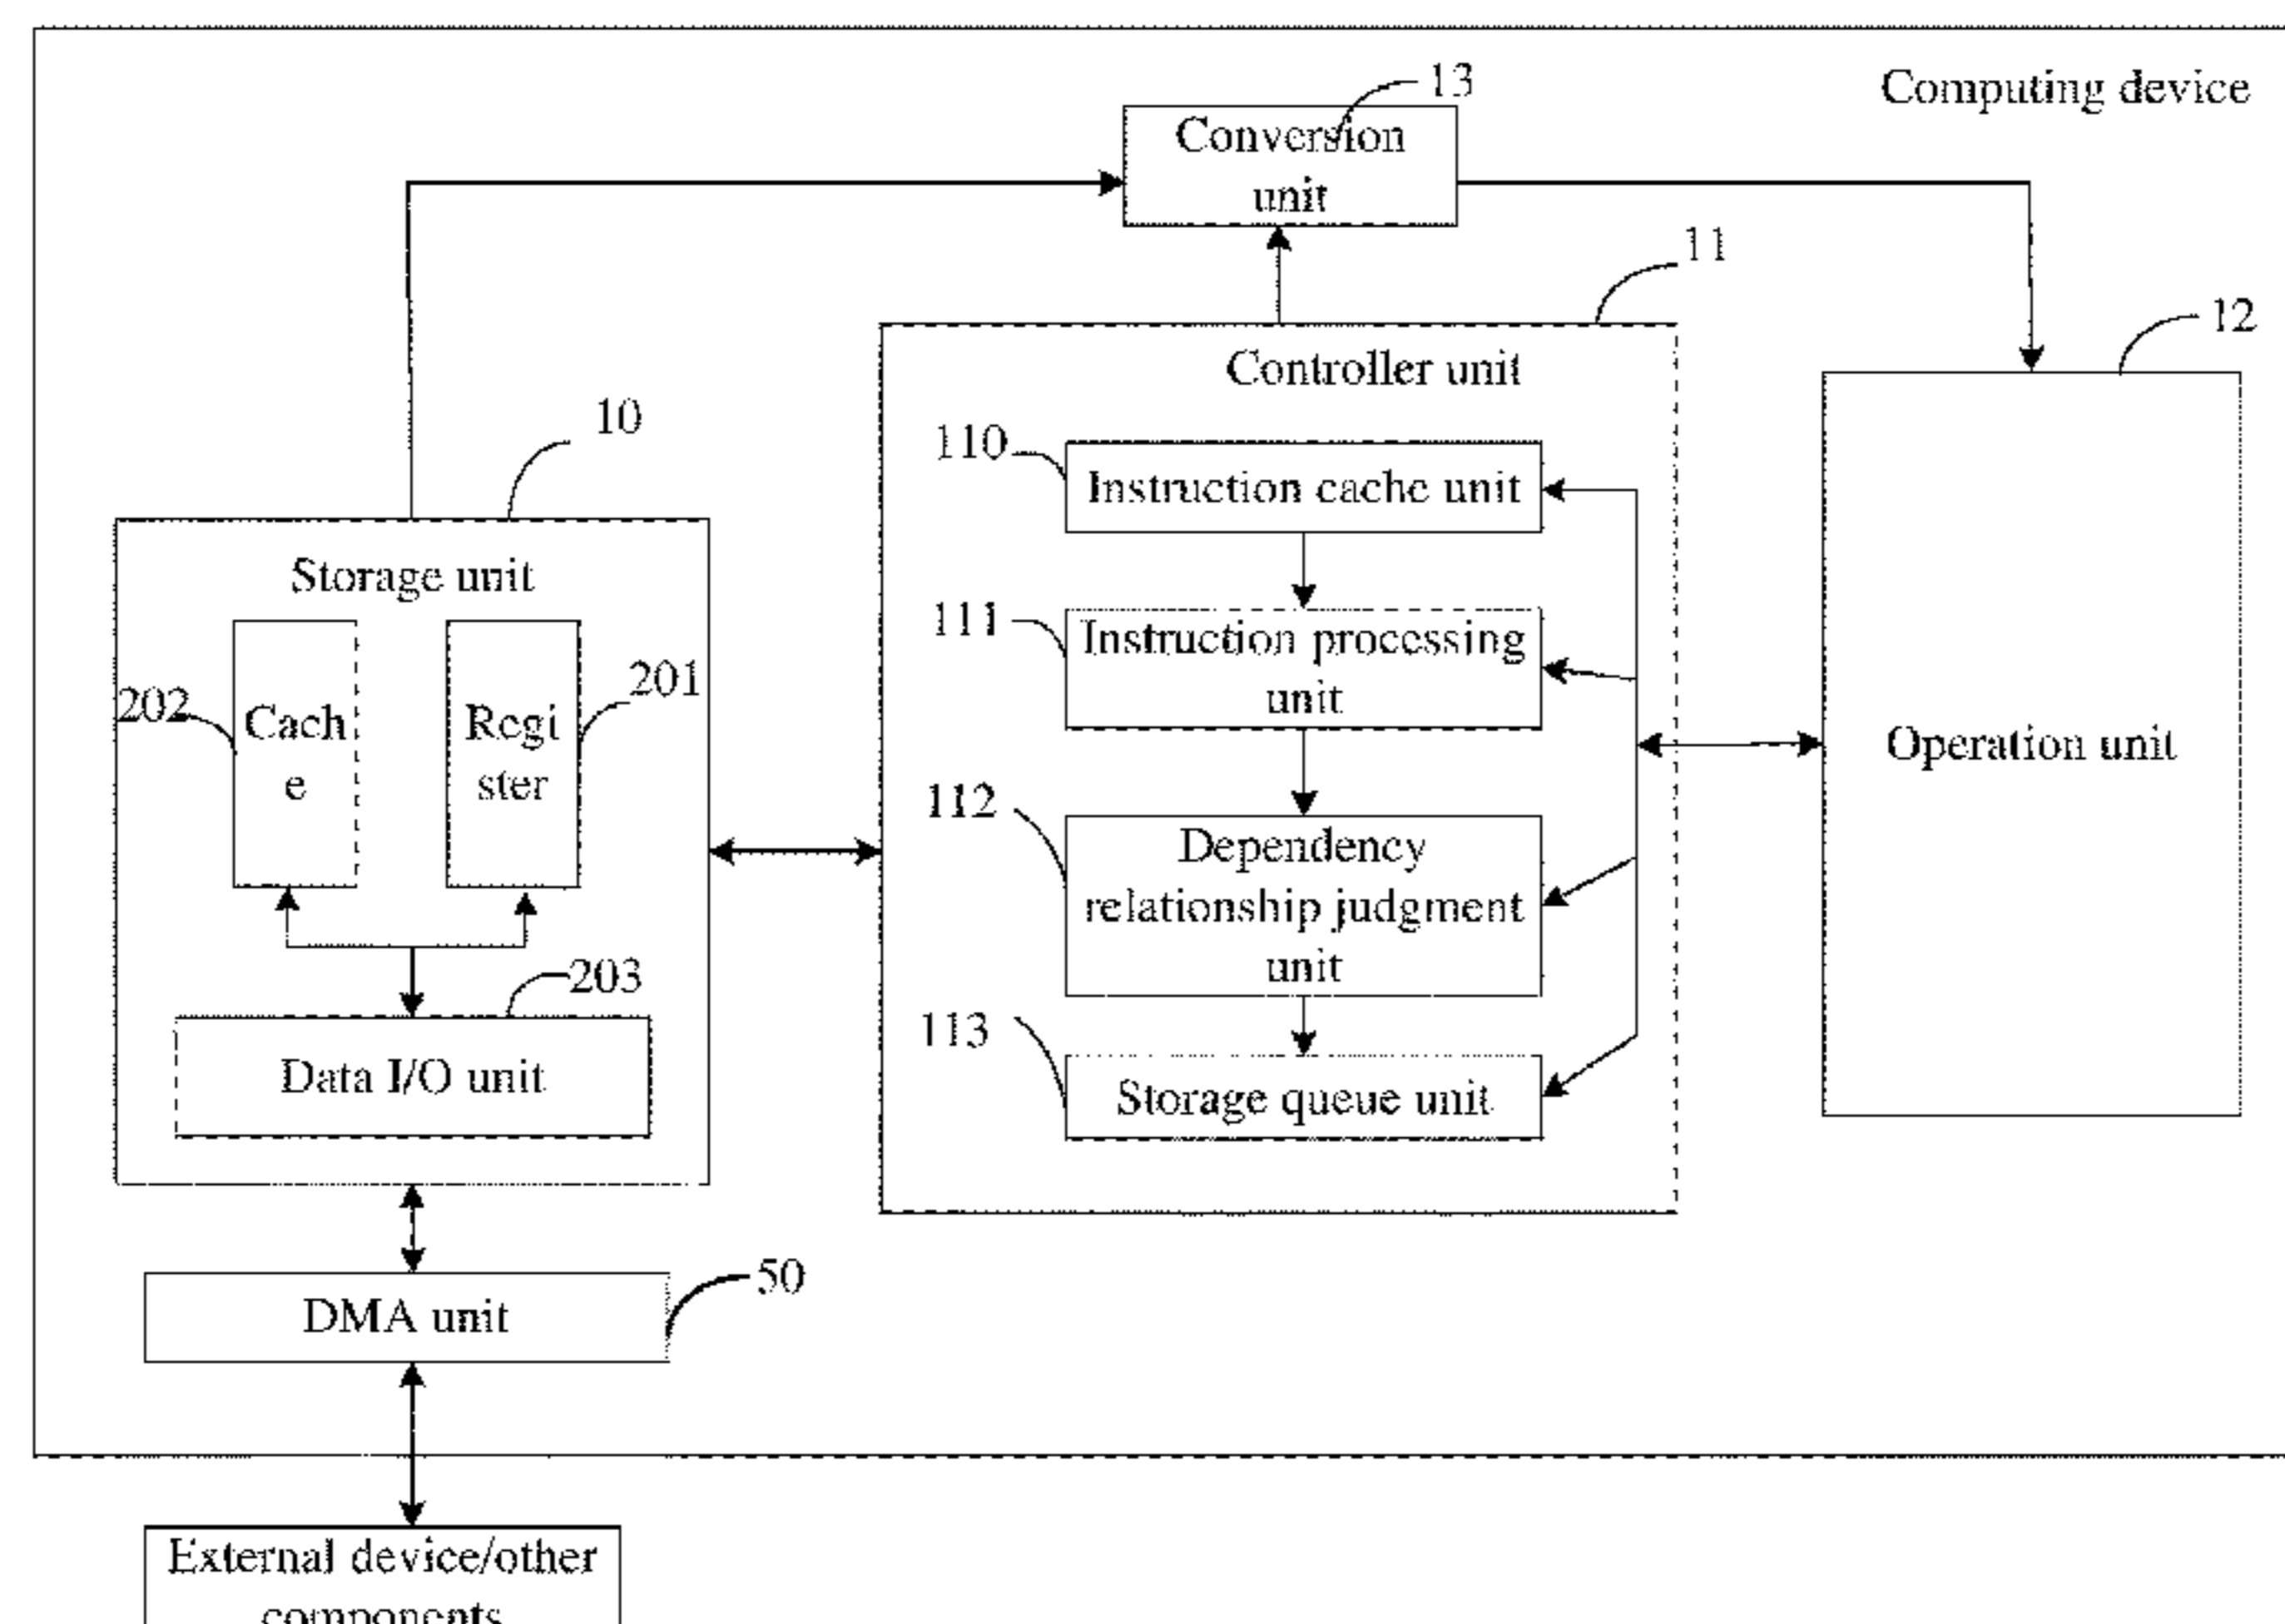 13
Computing device
Conversion
unit
11
12
Controller unit
10
110
Instruction cache unit
Storage unit
111
Instruction processing
unit
201
202
Cach
e
Regi
ster
Operation unit
112
Dependency
relationship judgment
unit
203
113
Data I/O unit
Storage queue unit
50
DMA unit
External device/other
components